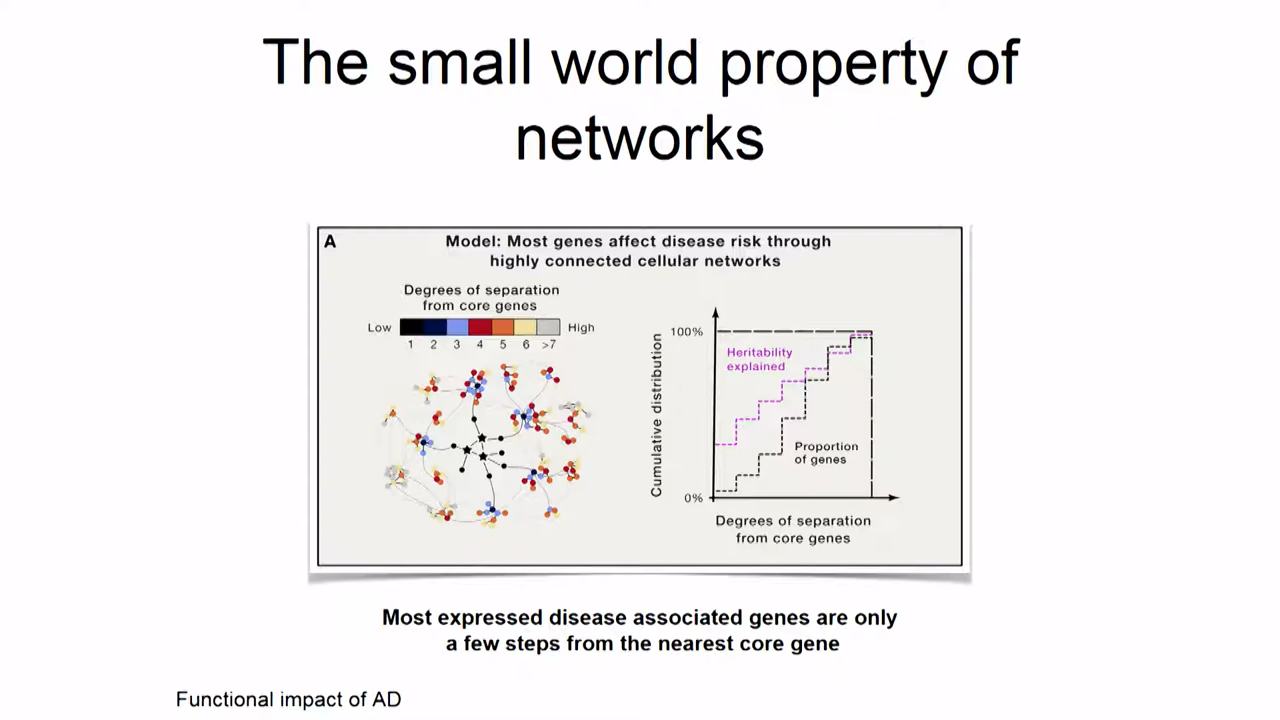 The small world property of
networks
A
Model: Most genes affect disease risk through
highly connected cellular networks
Degrees of separation
from core genes
Low
High
1 2 3 4 5 6 >7
100%
Heritability
explained
Cumulative distribution
Proportion
of genes
0%
Degrees of separation
from core genes
Most expressed disease associated genes are only
a few steps from the nearest core gene
Functional impact of AD